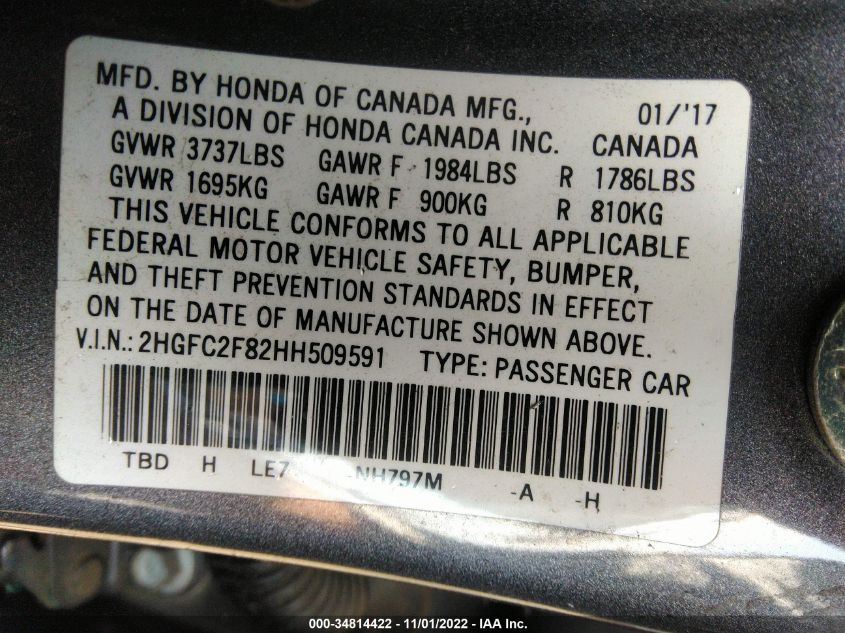 MFD. BY HONDA OF CANADA MFG., 01/'17
A DIVISION OF HONDA CANADA INC. CANADA
GVWR 3737LBS GAWR F 1984LBS R 1786LBS
GVWR 1695KG GAWR F 900KG R 810KG
THIS VEHICLE CONFORMS TO ALL APPLICABLE
FEDERAL MOTOR VEHICLE SAFETY, BUMPER,
AND THEFT PREVENTION STANDARDS IN EFFECT
ON THE DATE OF MANUFACTURE SHOWN ABOVE.
V.I.N.: 2HGFC2F82HH509591 TYPE: PASSENGER CAR
TBD H LE7 -NH797M -A -H
000-34814422 - 11/01/2022 - IAA Inc.